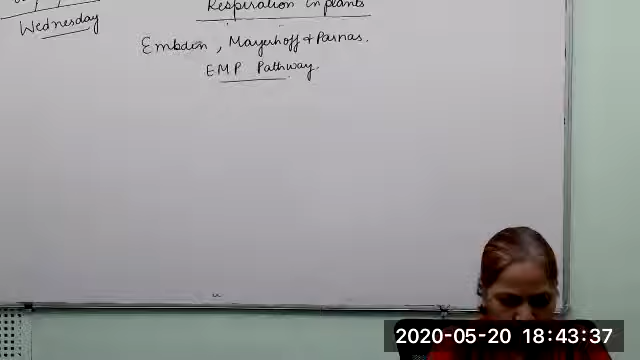 Wednesday
Respiration in plants
Embden, Mayerhoff & Parnas.
EMP Pathway.
2020-05-20 18:43:37